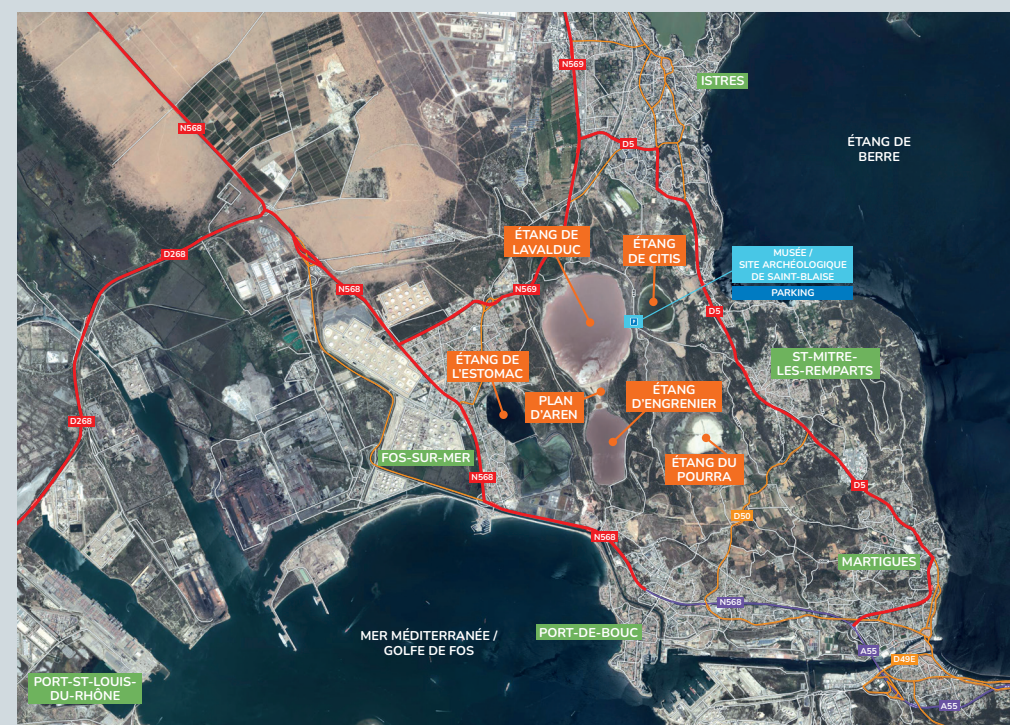 N569
ISTRES
N568
D5
ÉTANG DE
BERRE
ÉTANG DE
LAVALDUC
ÉTANG
DE CITIS
MUSÉE /
SITE ARCHÉOLOGIQUE
DE SAINT-BLAISE
PARKING
D268
N568
N569
D5
P
ÉTANG DE
L'ESTOMAC
ST-MITRE-
LES-REMPARTS
PLAN
D'AREN
ÉTANG
D'ENGRENIER
D268
FOS-SUR-MER
ÉTANG DU
POURRA
N568
D5
D50
N568
MARTIGUES
N568
MER MÉDITERRANÉE /
GOLFE DE FOS
PORT-DE-BOUC
A55
D49E
PORT-ST-LOUIS-
DU-RHÔNE
A55